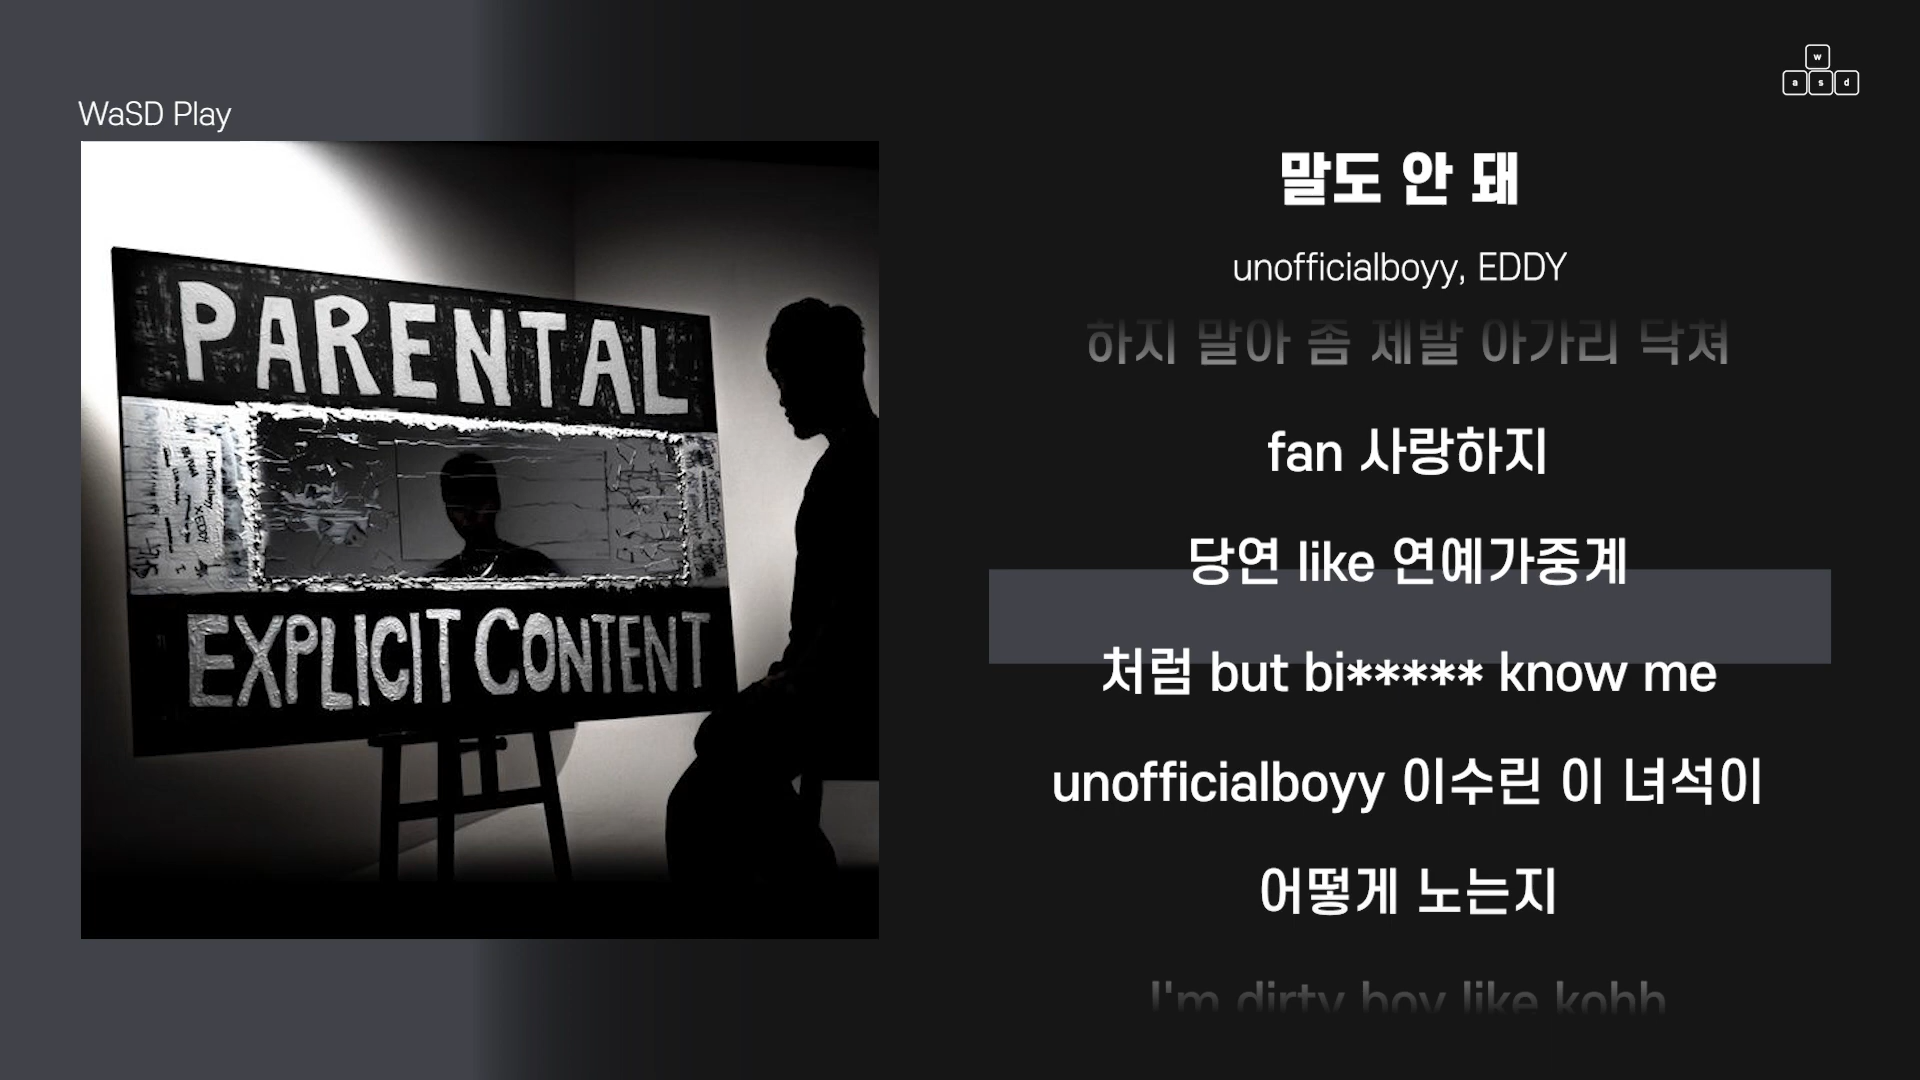 WaSD Play
w
a s d
PARENTAL
EXPLICIT CONTENT
unofficialboyy
X EDDY
말도 안 돼
unofficialboyy, EDDY
하지 말아 좀 제발 아가리 닥쳐
fan 사랑하지
당연 like 연예가중계
처럼 but bi***** know me
unofficialboyy 이수린 이 녀석이
어떻게 노는지
I'm dirty boy like kohh